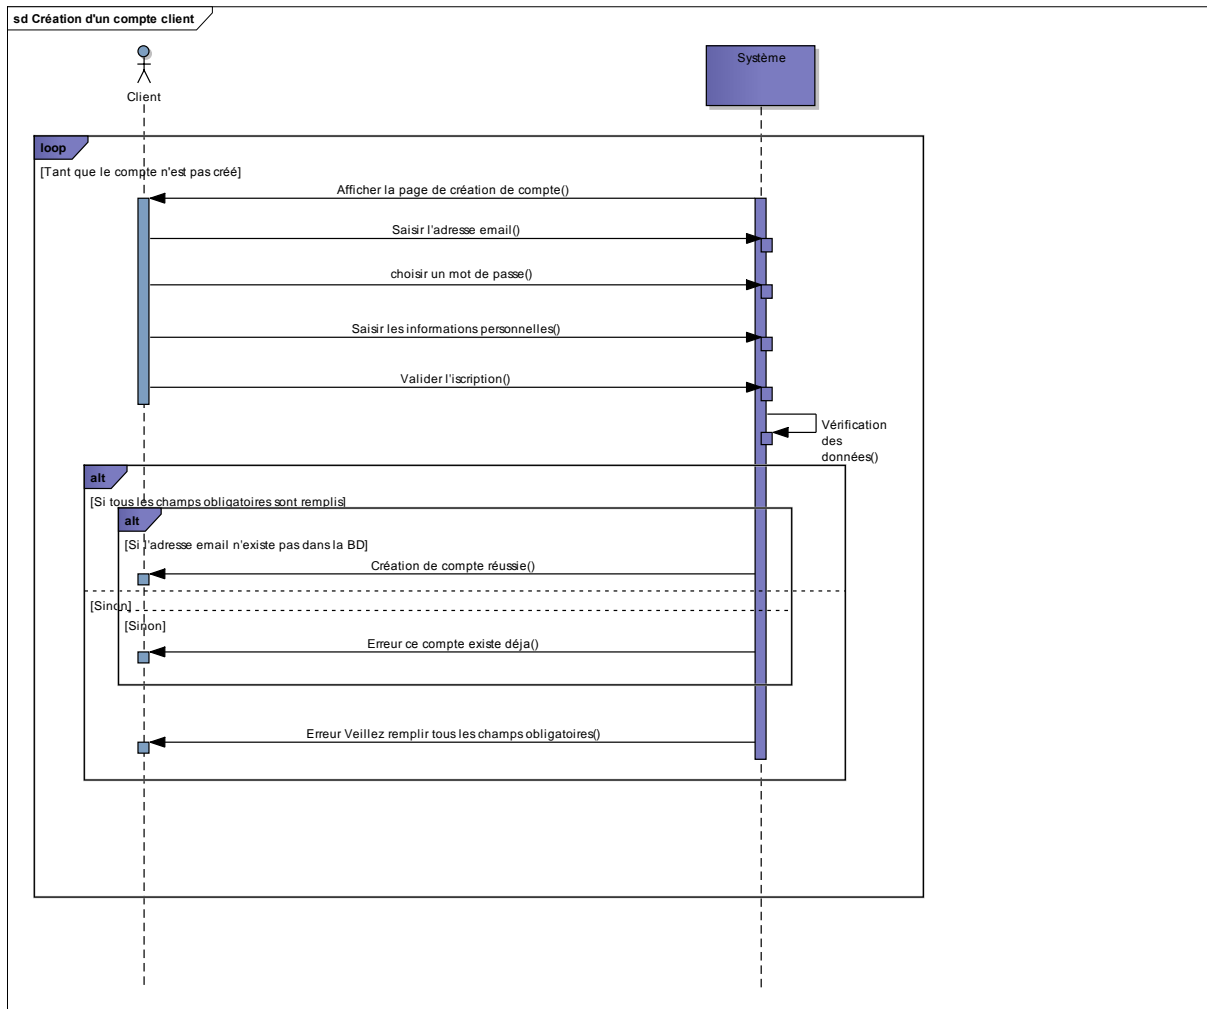 sd Création d'un compte client
Client
Système
loop
[Tant que le compte n'est pas créé]
Afficher la page de création de compte()
Saisir l'adresse email()
choisir un mot de passe()
Saisir les informations personnelles()
Valider l'iscription()
Vérification
des
données()
alt
[Si tous les champs obligatoires sont remplis]
alt
[Si l'adresse email n'existe pas dans la BD]
Création de compte réussie()
[Sinon]
[Sinon]
Erreur ce compte existe déja()
Erreur Veillez remplir tous les champs obligatoires()